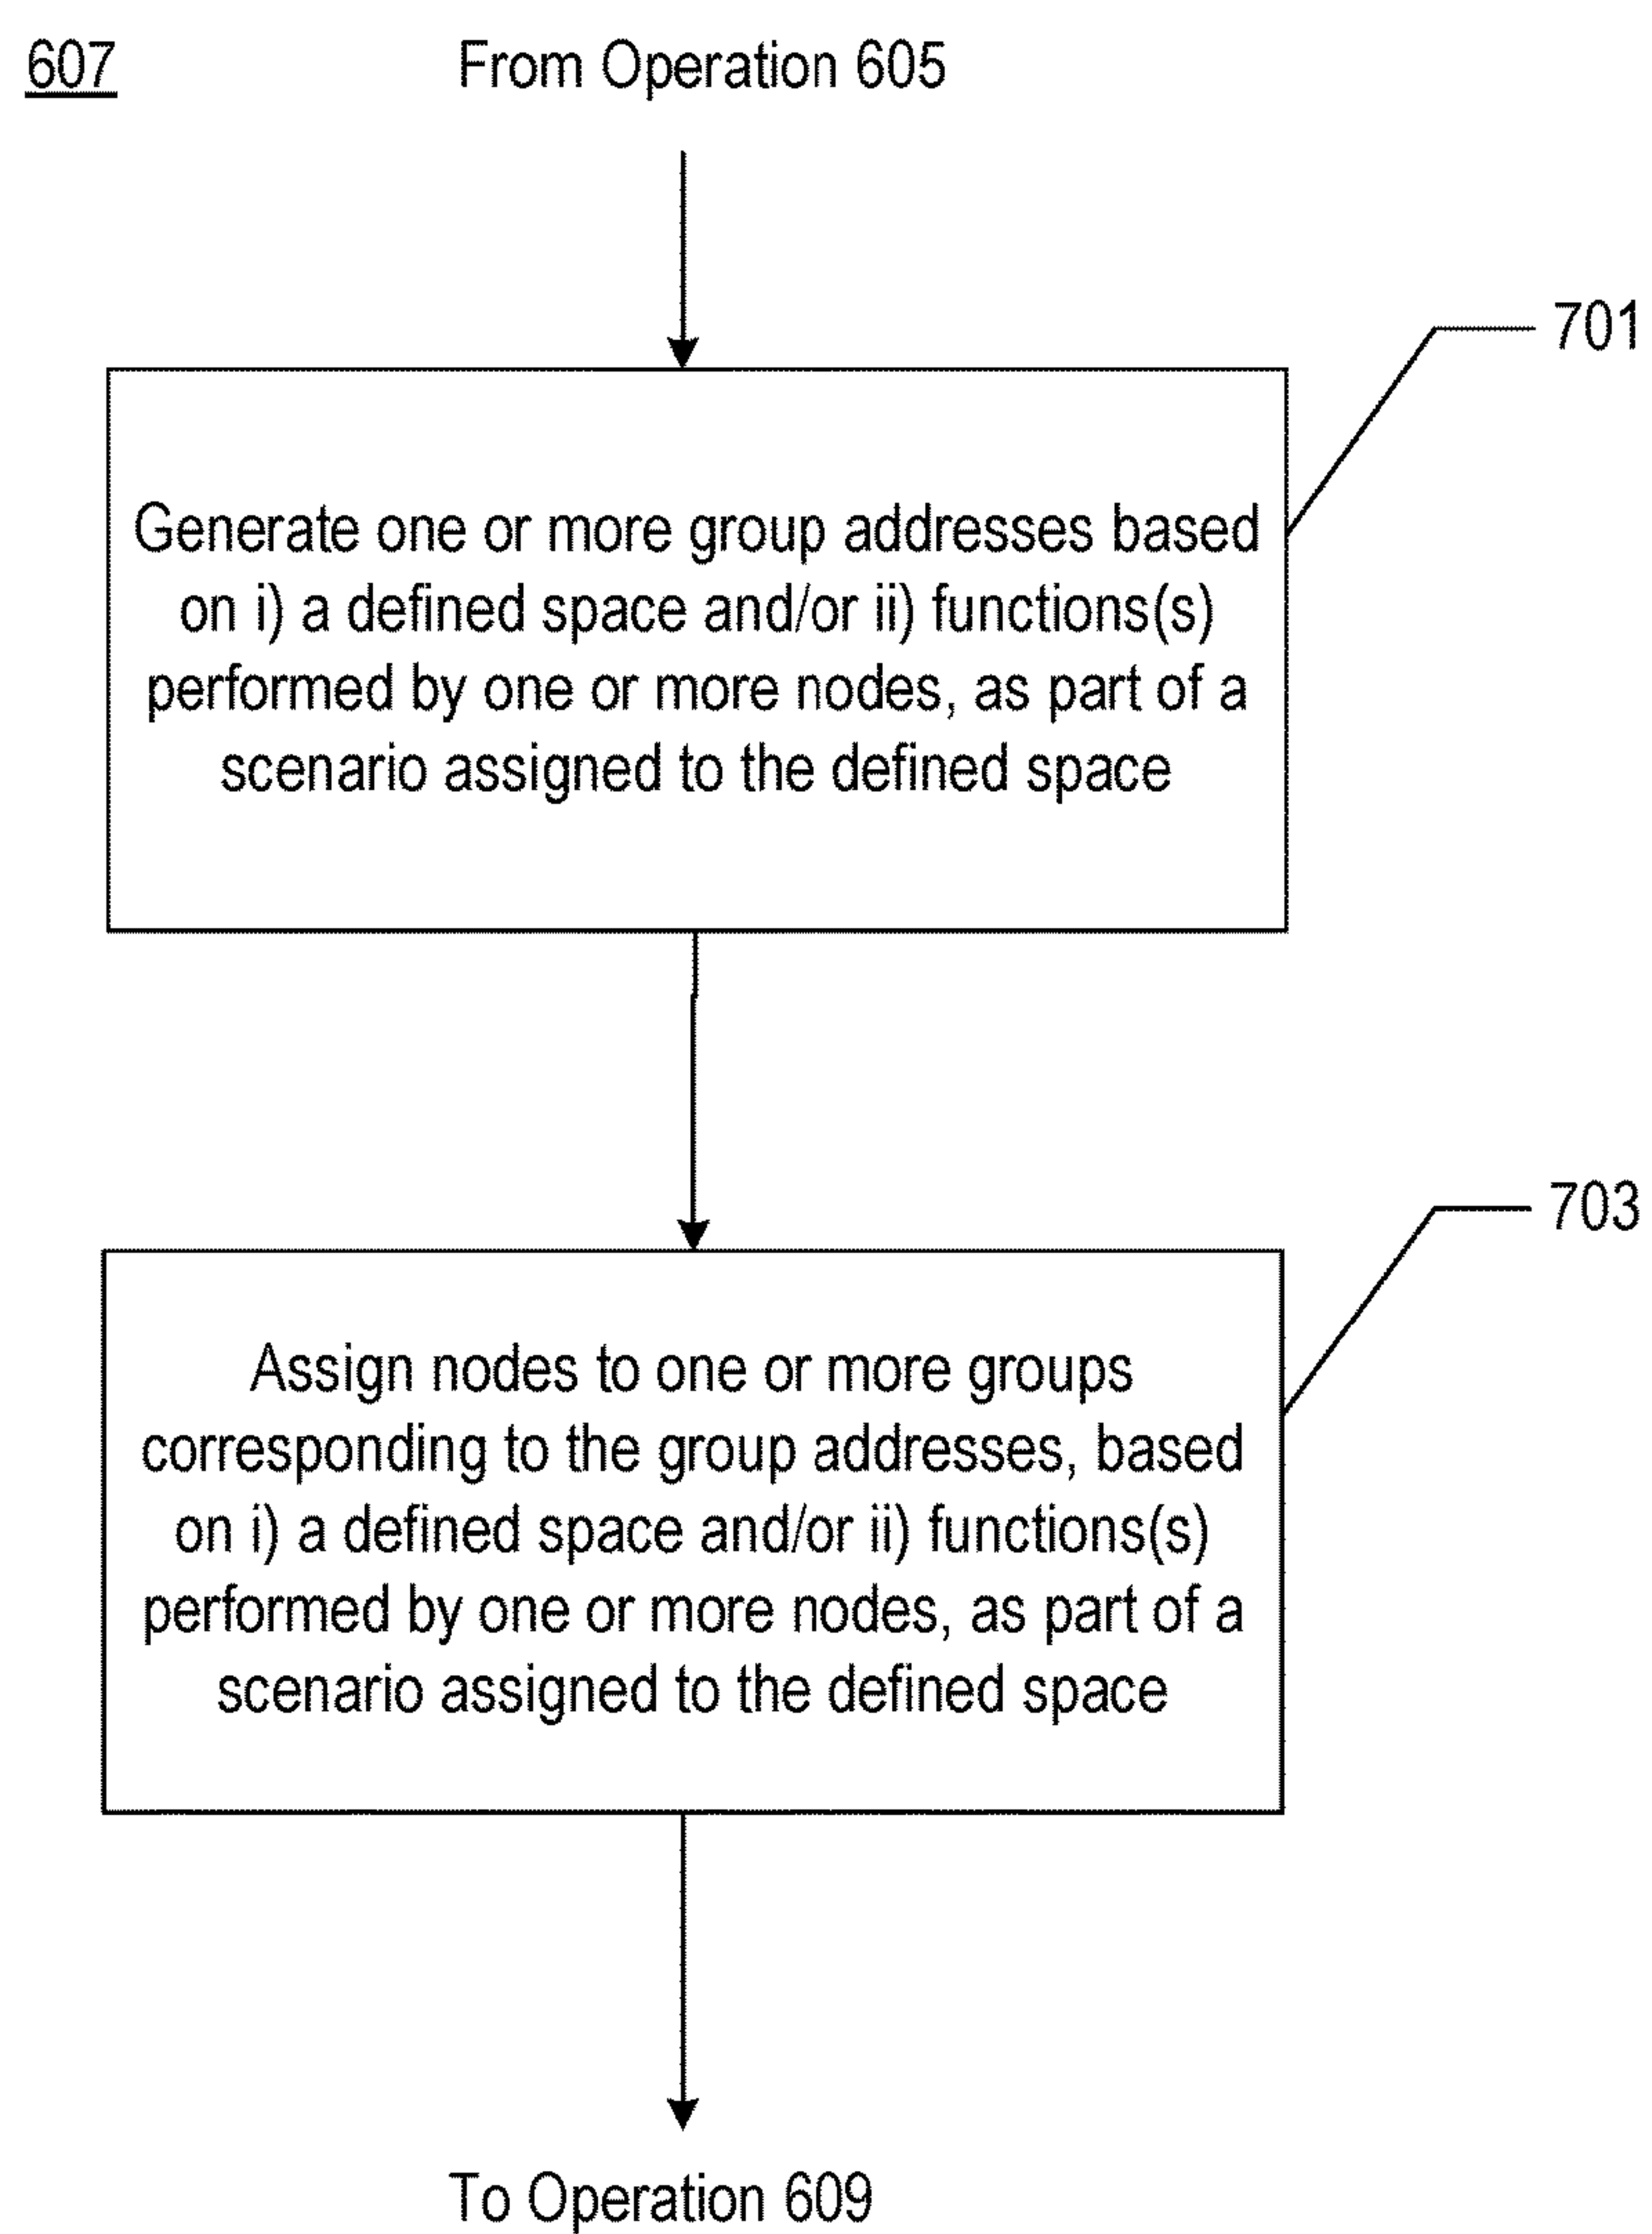 607
From Operation 605
701
Generate one or more group addresses based
on i) a defined space and/or ii) functions(s)
performed by one or more nodes, as part of a
scenario assigned to the defined space
703
Assign nodes to one or more groups
corresponding to the group addresses, based
on i) a defined space and/or ii) functions(s)
performed by one or more nodes, as part of a
scenario assigned to the defined space
To Operation 609